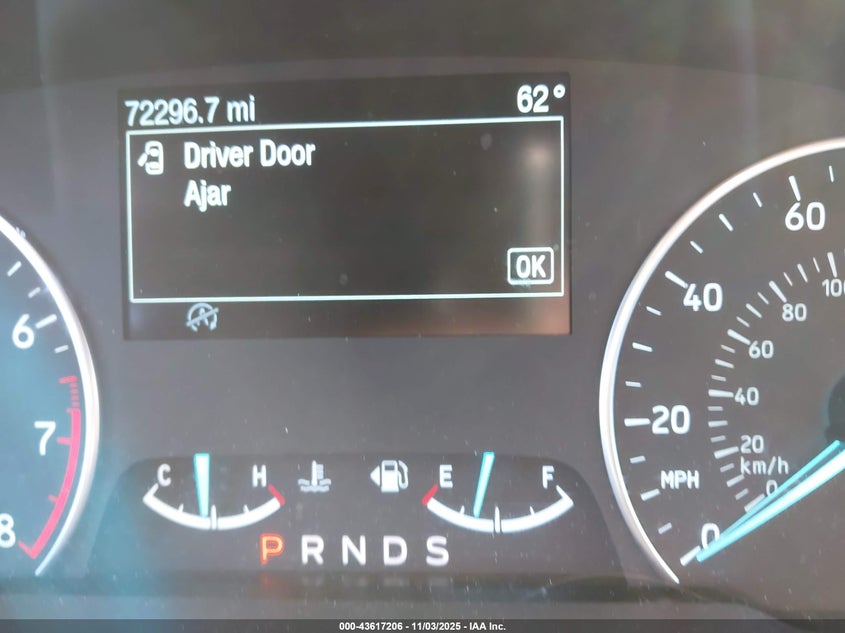 72296.7 mi 62°
Driver Door
Ajar
OK
6
7
8
C H E F
P R N D S
0 20 40 60
MPH
0 20 40 60 80 100
km/h
000-43617206 - 11/03/2025 - IAA Inc.